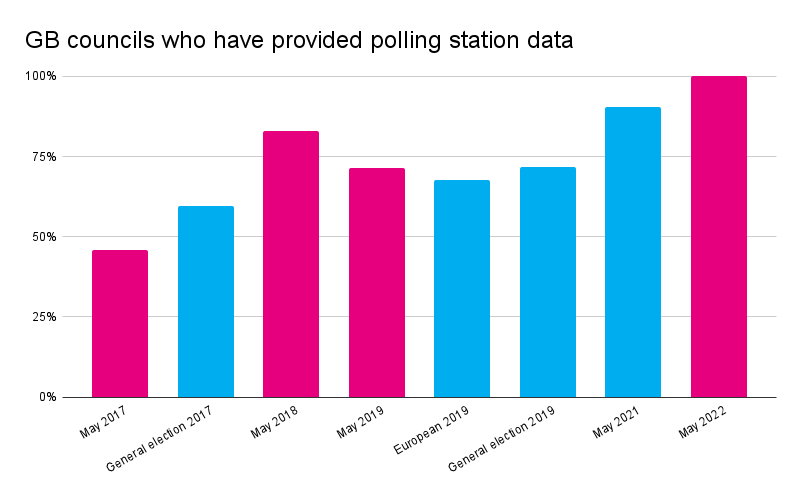 GB councils who have provided polling station data
100%
75%
50%
25%
0%
May 2017
General election 2017
May 2018
May 2019
European 2019
General election 2019
May 2021
May 2022